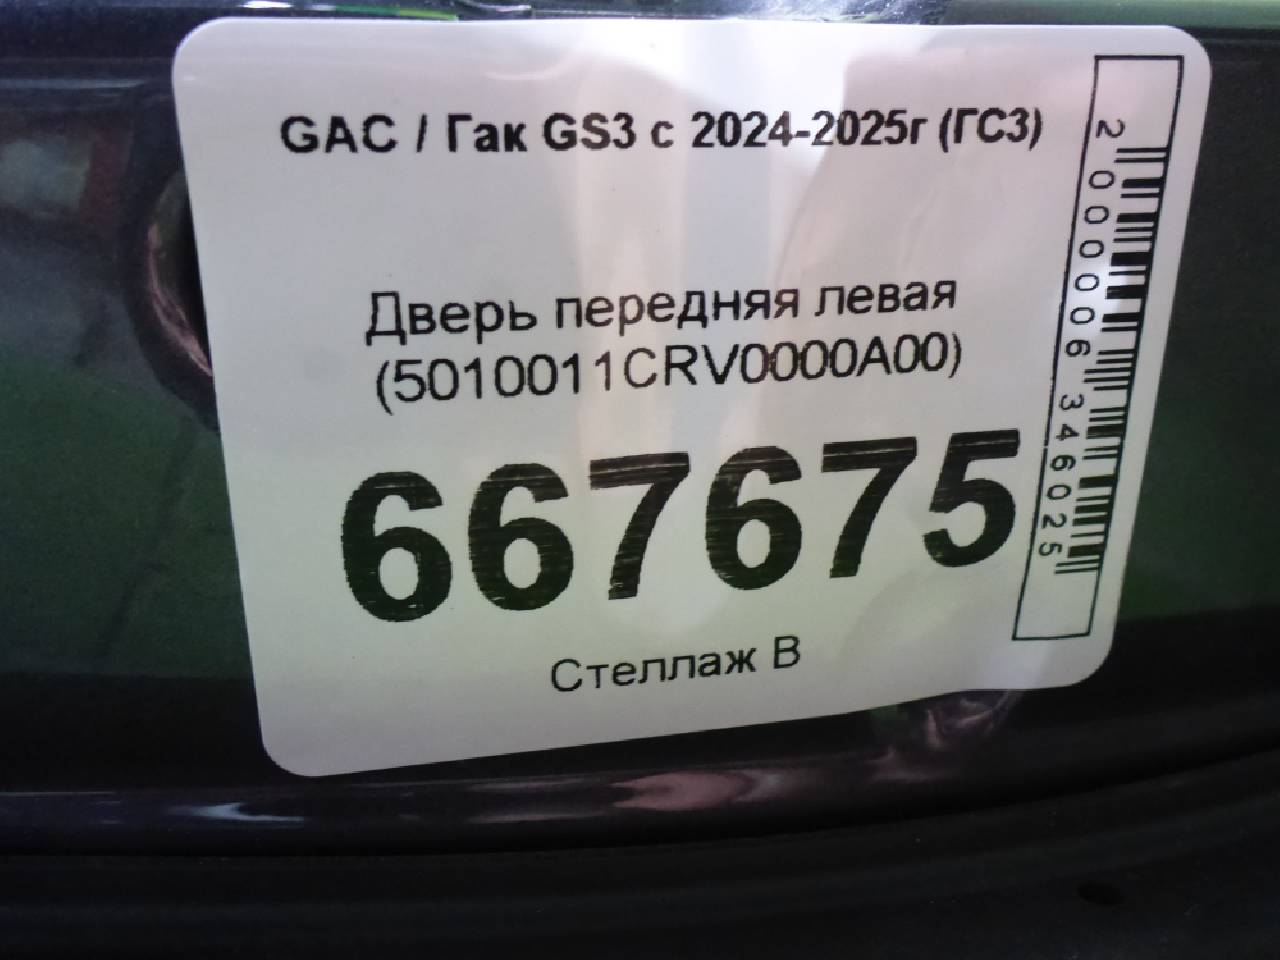 GAC / Гак GS3 с 2024-2025г (ГС3)
Дверь передняя левая
(5010011CRV0000A00)
667675
Стеллаж В
2000006346025